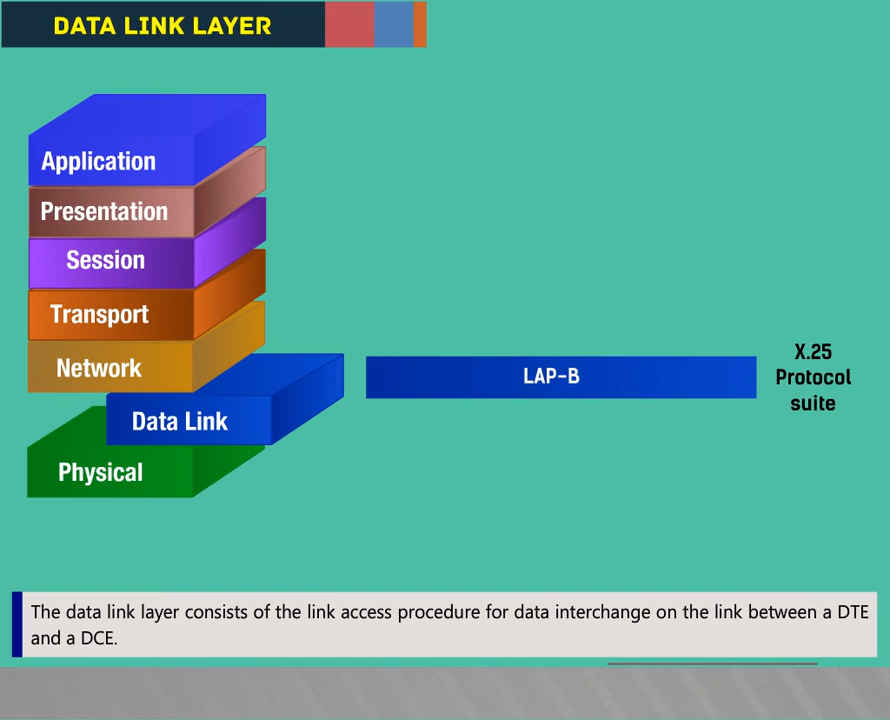 DATA LINK LAYER
Application
Presentation
Session
Transport
Network
Data Link
Physical
LAP-B
X.25
Protocol
suite
The data link layer consists of the link access procedure for data interchange on the link between a DTE
and a DCE.